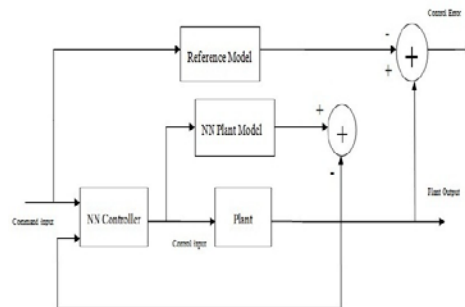 Control Error
-
Reference Model
+
+
+
NN Plant Model
+
-
Plant Output
NN Controller
Plant
Command Input
Control Input